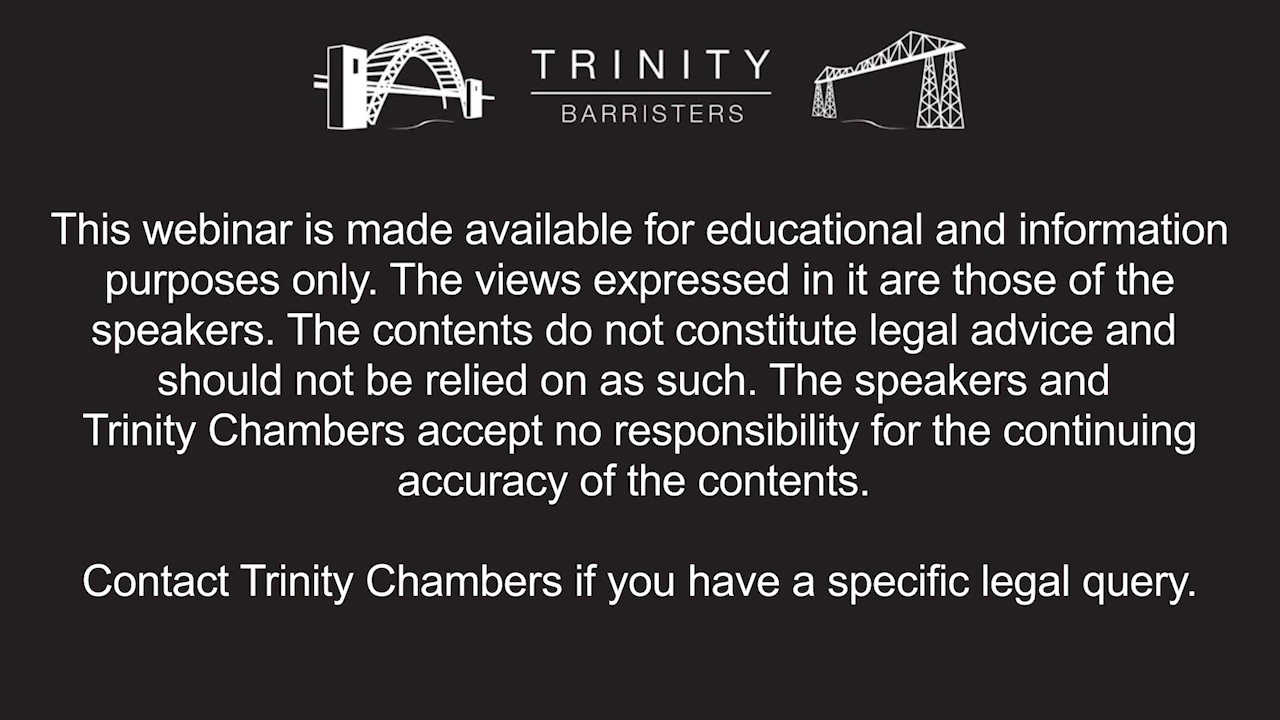 TRINITY
BARRISTERS
This webinar is made available for educational and information
purposes only. The views expressed in it are those of the
speakers. The contents do not constitute legal advice and
should not be relied on as such. The speakers and
Trinity Chambers accept no responsibility for the continuing
accuracy of the contents.
Contact Trinity Chambers if you have a specific legal query.